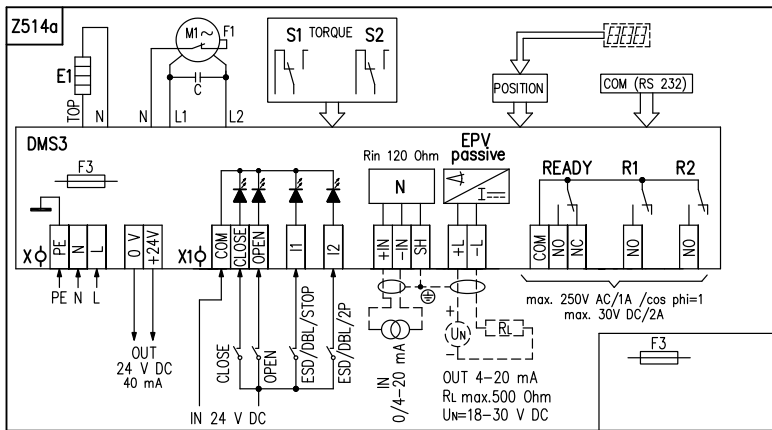 Z514a
M1~
F1
E1
C
TOP
N
N
L1
L2
S1 TORQUE S2
POSITION
COM (RS 232)
DMS3
F3
Rin 120 Ohm
N
EPV
passive
I
READY
R1
R2
X
PE
N
L
0 V
+24V
X1
COM
CLOSE
OPEN
I1
I2
+IN
-IN
SH
+L
-L
COM
NO
NC
NO
NO
PE N L
OUT
24 V DC
40 mA
CLOSE
OPEN
ESD/DBL/STOP
ESD/DBL/2P
IN 24 V DC
IN
0/4-20 mA
+
UN
-
RL
OUT 4-20 mA
RL max.500 Ohm
UN=18-30 V DC
max. 250V AC/1A /cos phi=1
max. 30V DC/2A
F3